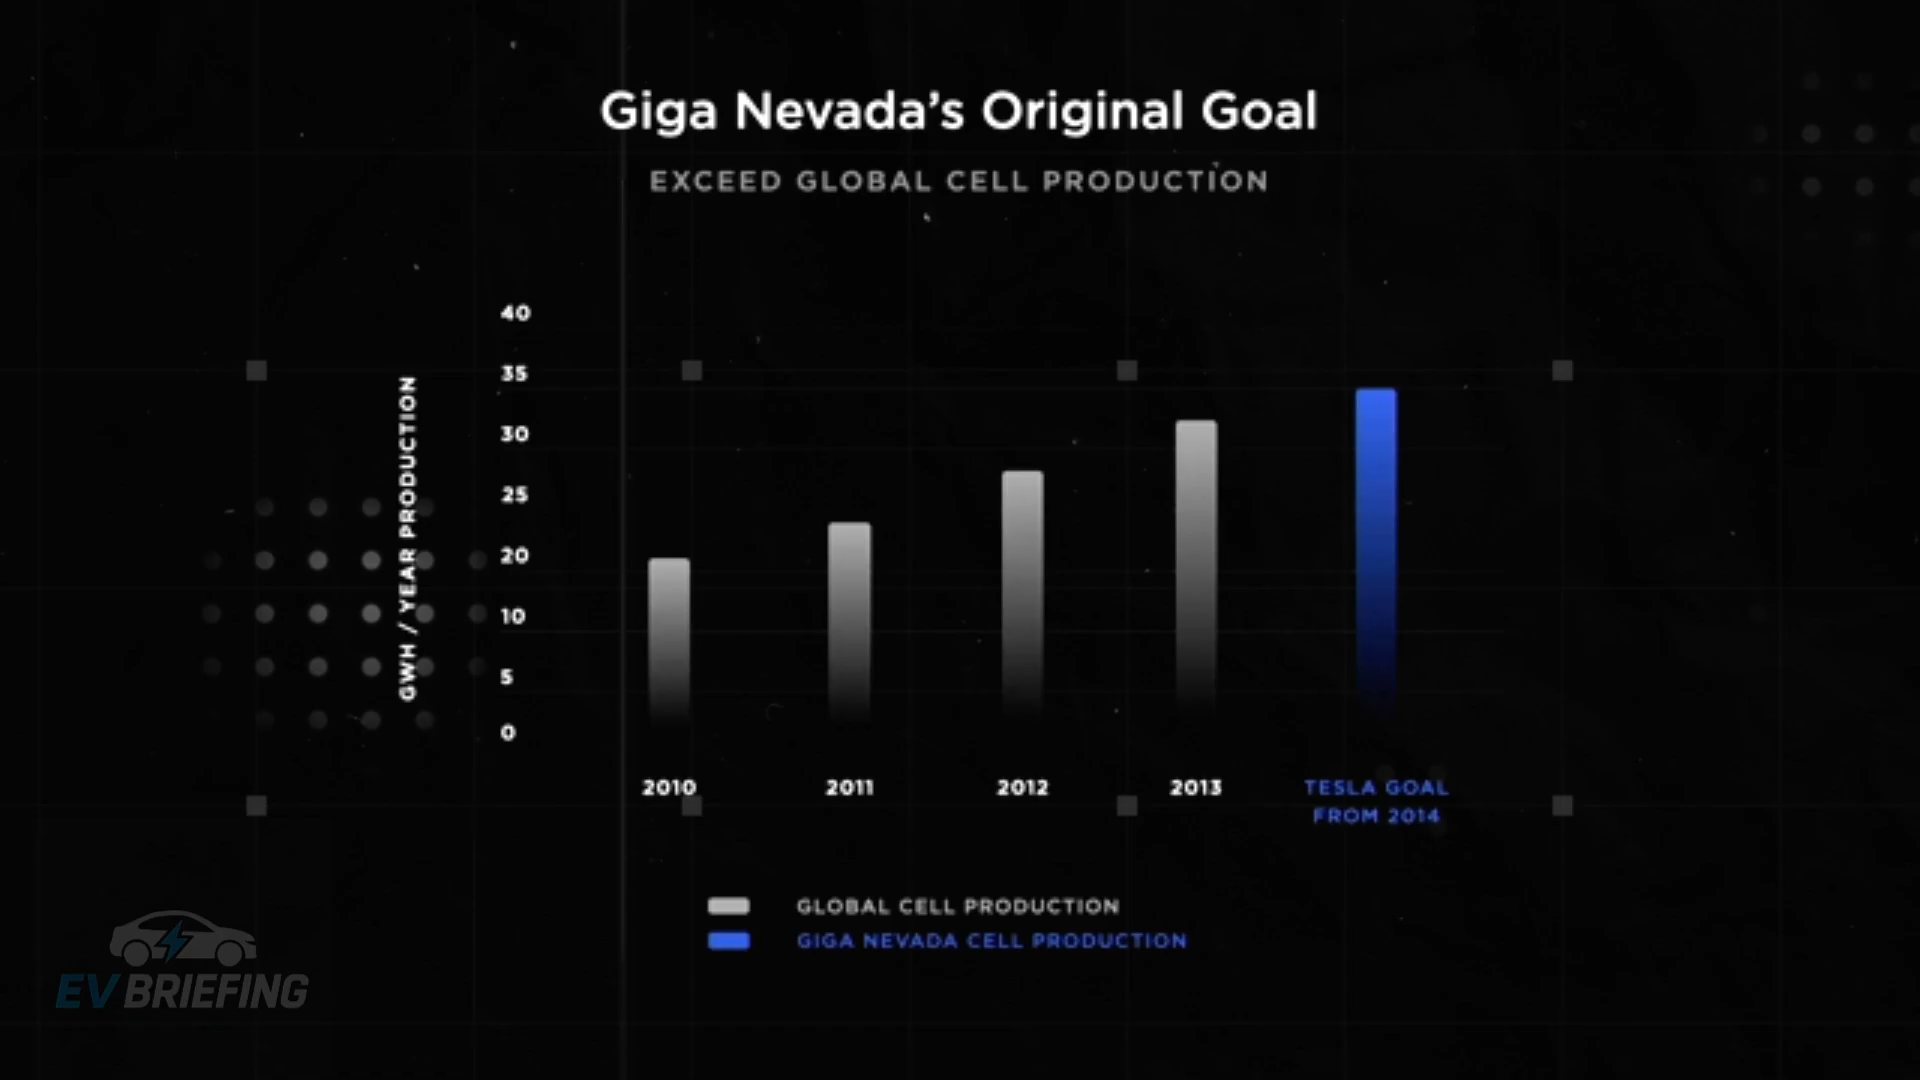 Giga Nevada's Original Goal
EXCEED GLOBAL CELL PRODUCTION
GWH / YEAR PRODUCTION
40
35
30
25
20
10
5
0
2010
2011
2012
2013
TESLA GOAL
FROM 2014
GLOBAL CELL PRODUCTION
GIGA NEVADA CELL PRODUCTION
EV BRIEFING